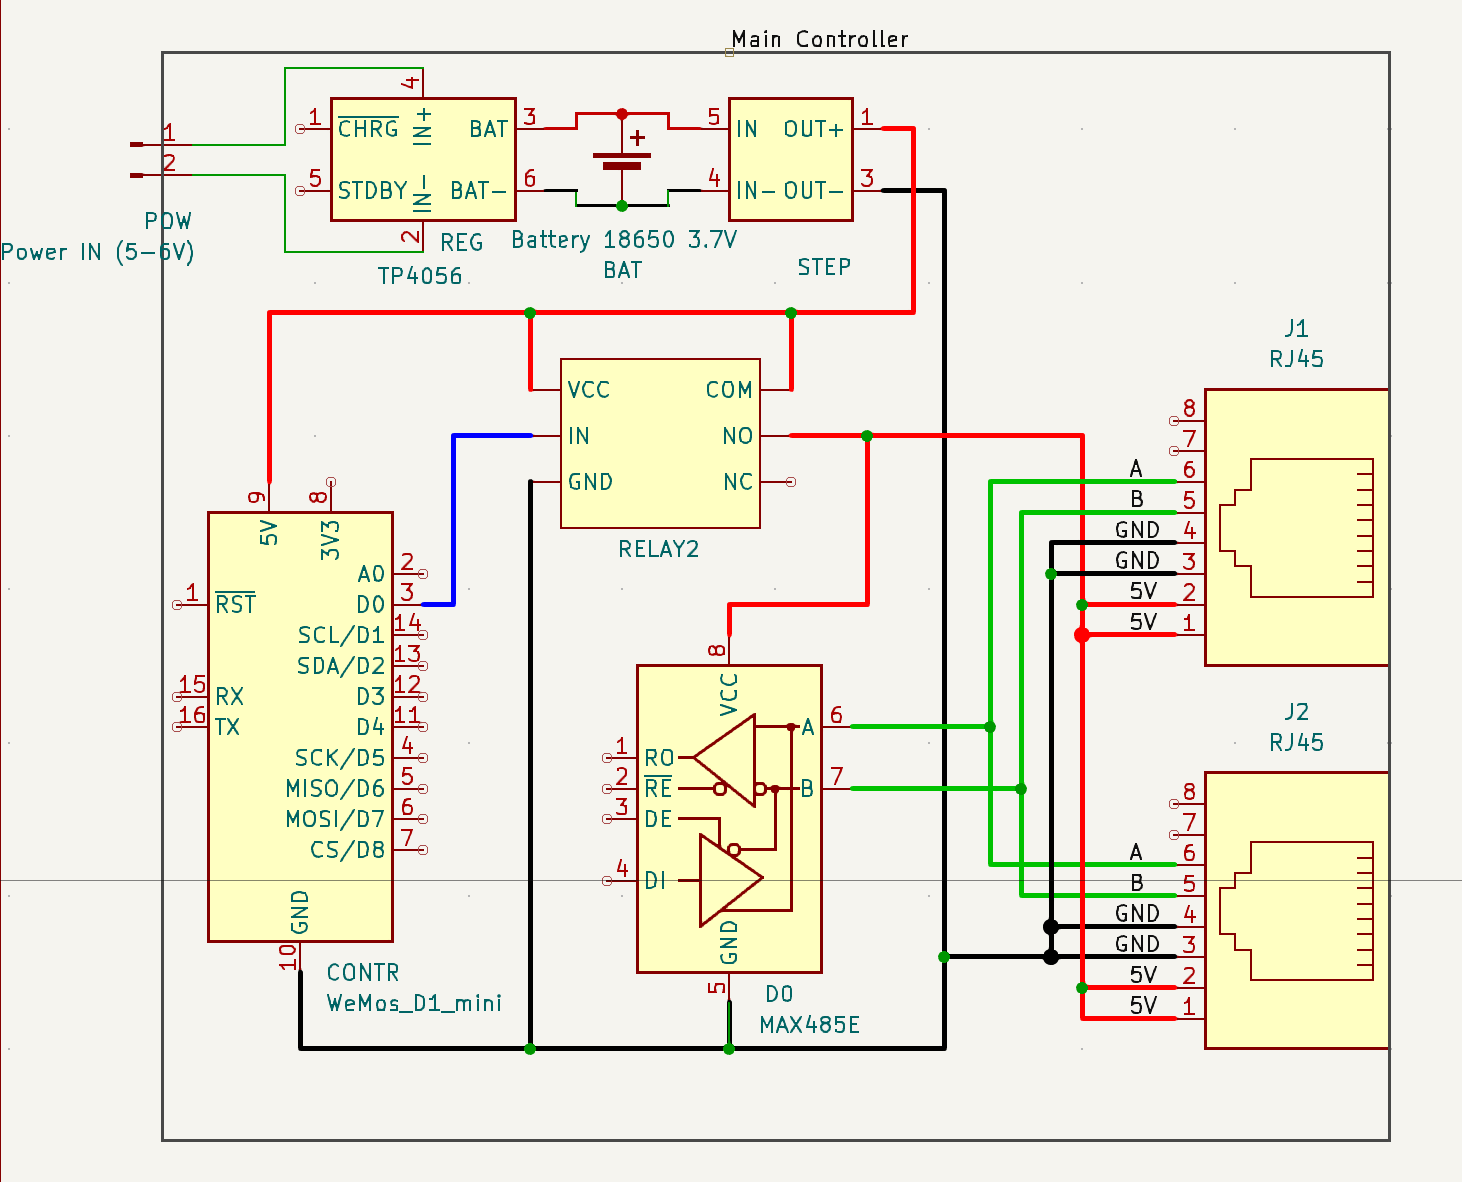 Main Controller
1
2
POW
Power IN (5-6V)
4
1
CHRG
IN+
BAT
3
5
STDBY
IN-
BAT-
6
2
REG
TP4056
+
Battery 18650 3.7V
BAT
5
IN
OUT+
1
4
IN-
OUT-
3
STEP
VCC
COM
IN
NO
GND
NC
RELAY2
9
8
5V
3V3
A0
2
1
RST
D0
3
SCL/D1
14
SDA/D2
13
15
RX
D3
12
16
TX
D4
11
SCK/D5
4
MISO/D6
5
MOSI/D7
6
CS/D8
7
GND
10
CONTR
WeMos_D1_mini
8
VCC
A
6
1
RO
2
RE
B
7
3
DE
4
DI
GND
5
D0
MAX485E
J1
RJ45
8
7
A
6
B
5
GND
4
GND
3
5V
2
5V
1
J2
RJ45
8
7
A
6
B
5
GND
4
GND
3
5V
2
5V
1